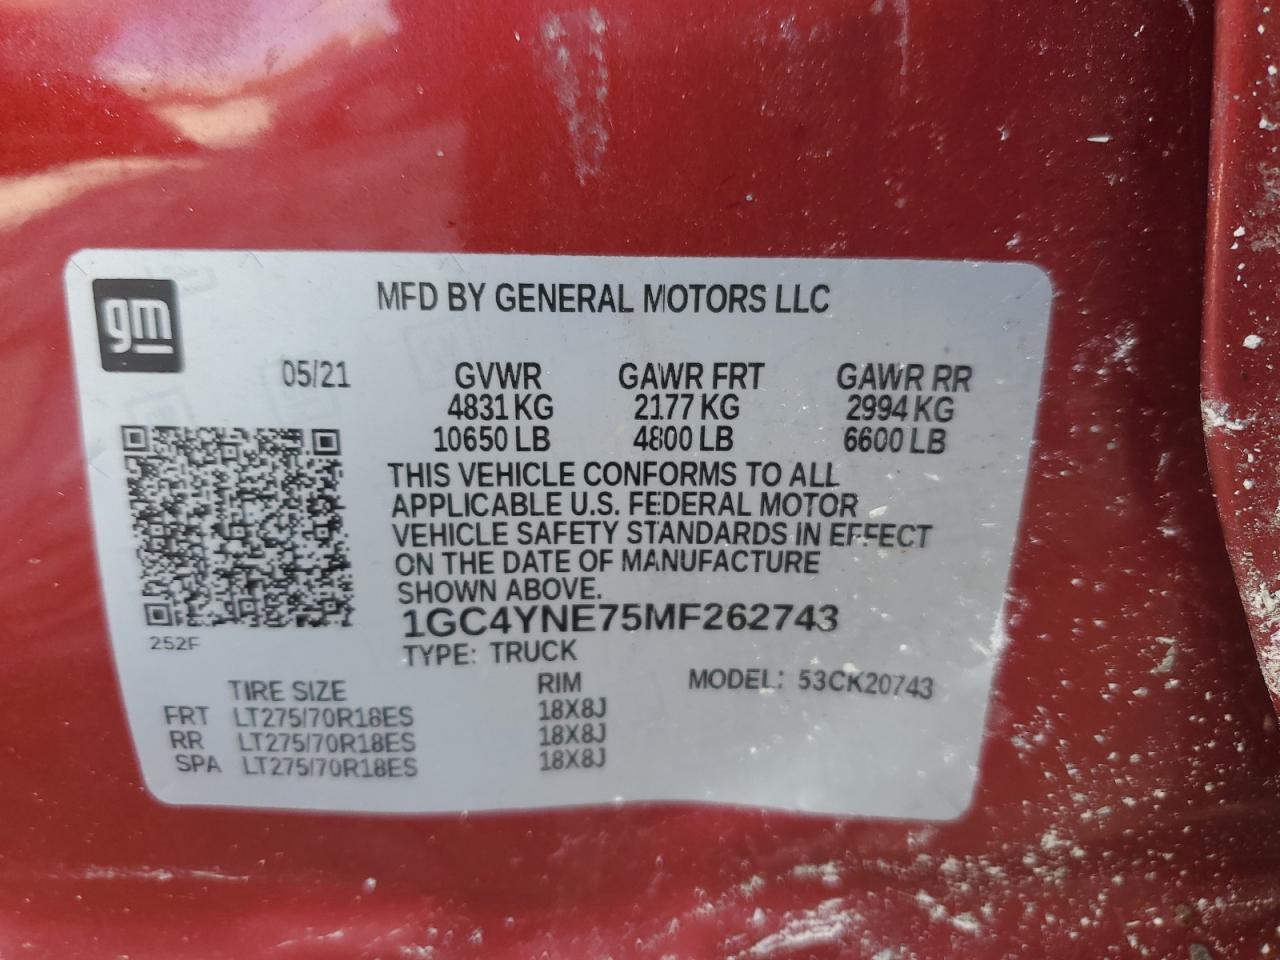 gm
MFD BY GENERAL MOTORS LLC
05/21 GVWR GAWR FRT GAWR RR
4831 KG 2177 KG 2994 KG
10650 LB 4800 LB 6600 LB
THIS VEHICLE CONFORMS TO ALL
APPLICABLE U.S. FEDERAL MOTOR
VEHICLE SAFETY STANDARDS IN EFFECT
ON THE DATE OF MANUFACTURE
SHOWN ABOVE.
1GC4YNE75MF262743
252F
TYPE: TRUCK
TIRE SIZE RIM MODEL: 53CK20743
FRT LT275/70R18ES 18X8J
RR LT275/70R18ES 18X8J
SPA LT275/70R18ES 18X8J